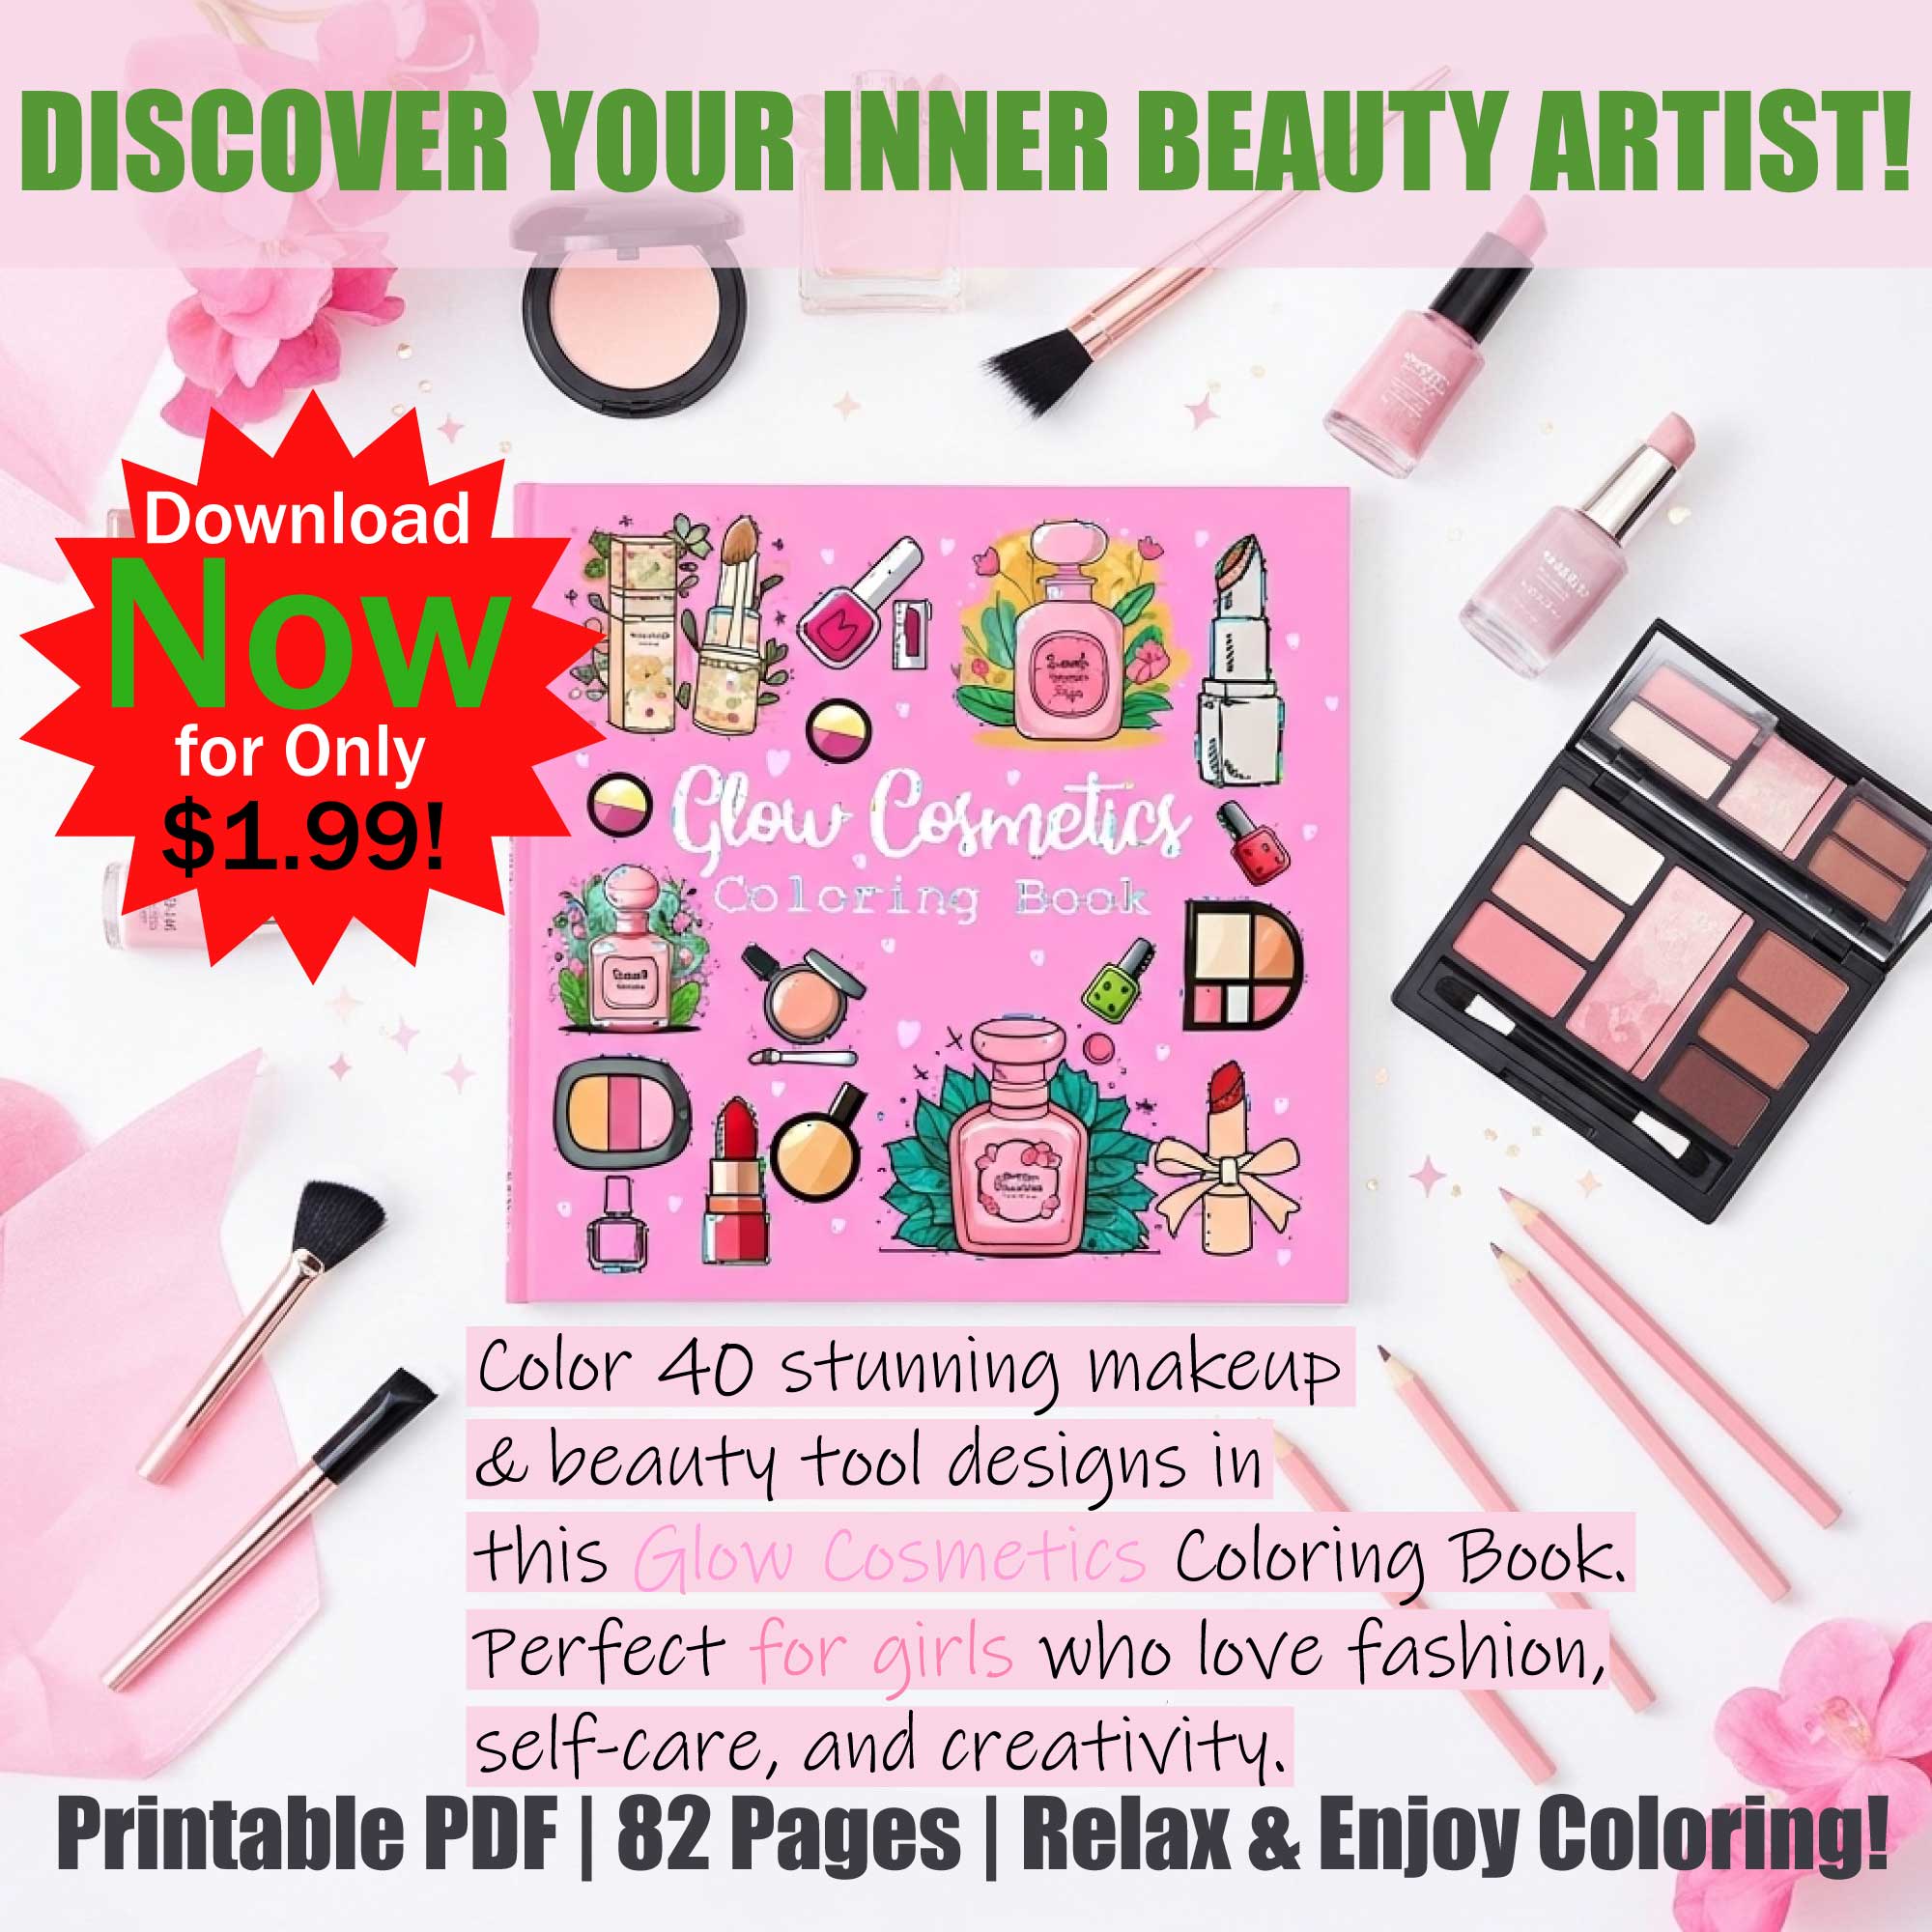 DISCOVER YOUR INNER BEAUTY ARTIST!
Download
Now
for Only
$1.99!
Glow Cosmetics
Coloring Book
Color 40 stunning makeup
& beauty tool designs in
this Glow Cosmetics Coloring Book.
Perfect for girls who love fashion,
self-care, and creativity.
Printable PDF | 82 Pages | Relax & Enjoy Coloring!